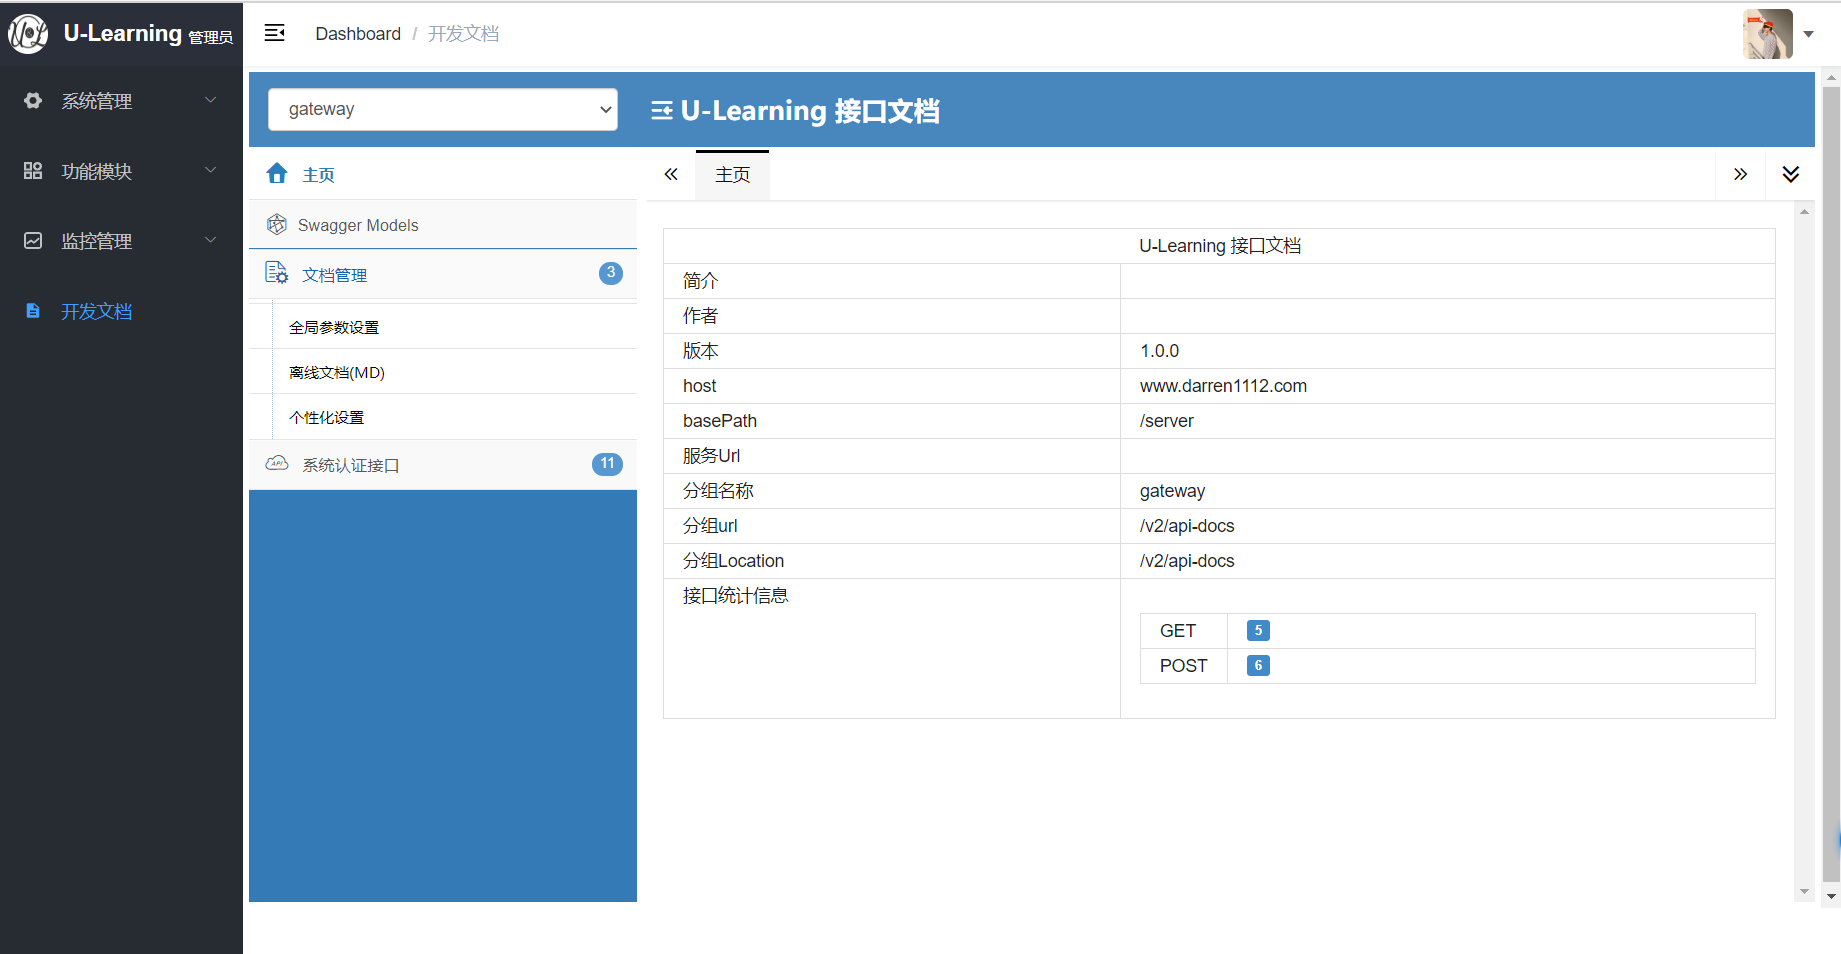 U-Learning 管理员
系统管理
功能模块
监控管理
开发文档
Dashboard / 开发文档
gateway
U-Learning 接口文档
主页
Swagger Models
文档管理 3
全局参数设置
离线文档(MD)
个性化设置
系统认证接口 11
主页
U-Learning 接口文档
简介
作者
版本 1.0.0
host www.darren1112.com
basePath /server
服务Url
分组名称 gateway
分组url /v2/api-docs
分组Location /v2/api-docs
接口统计信息
GET 5
POST 6